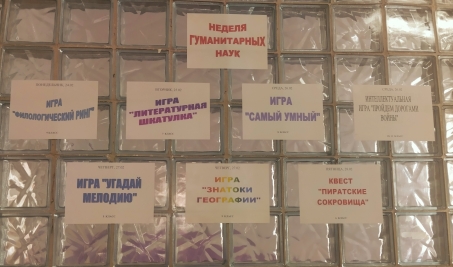 НЕДЕЛЯ
ГУМАНИТАРНЫХ
НАУК
ИГРА
"ФИЛОЛОГИЧЕСКИЙ РИНГ"
ИГРА
"ЛИТЕРАТУРНАЯ
ШКАТУЛКА"
ИГРА
"САМЫЙ УМНЫЙ"
ИНТЕЛЛЕКТУАЛЬНАЯ
ИГРА "ПРОЙДЕМ ДОРОГАМИ
ВОЙНЫ"
ИГРА "УГАДАЙ
МЕЛОДИЮ"
ИГРА
"ЗНАТОКИ
ГЕОГРАФИИ"
КВЕСТ
"ПИРАТСКИЕ
СОКРОВИЩА"